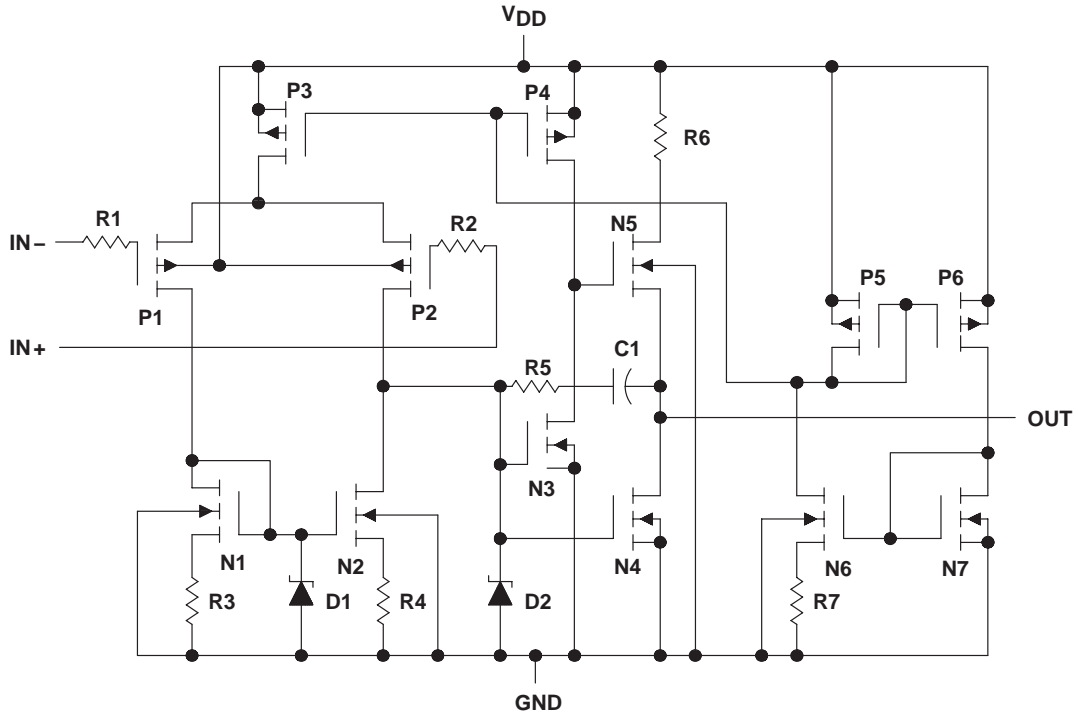 VDD
P3
P4
R6
R1
R2
N5
IN−
P5
P6
P1
P2
IN+
R5
C1
OUT
N3
N1
N2
N4
N6
N7
R3
D1
R4
D2
R7
GND